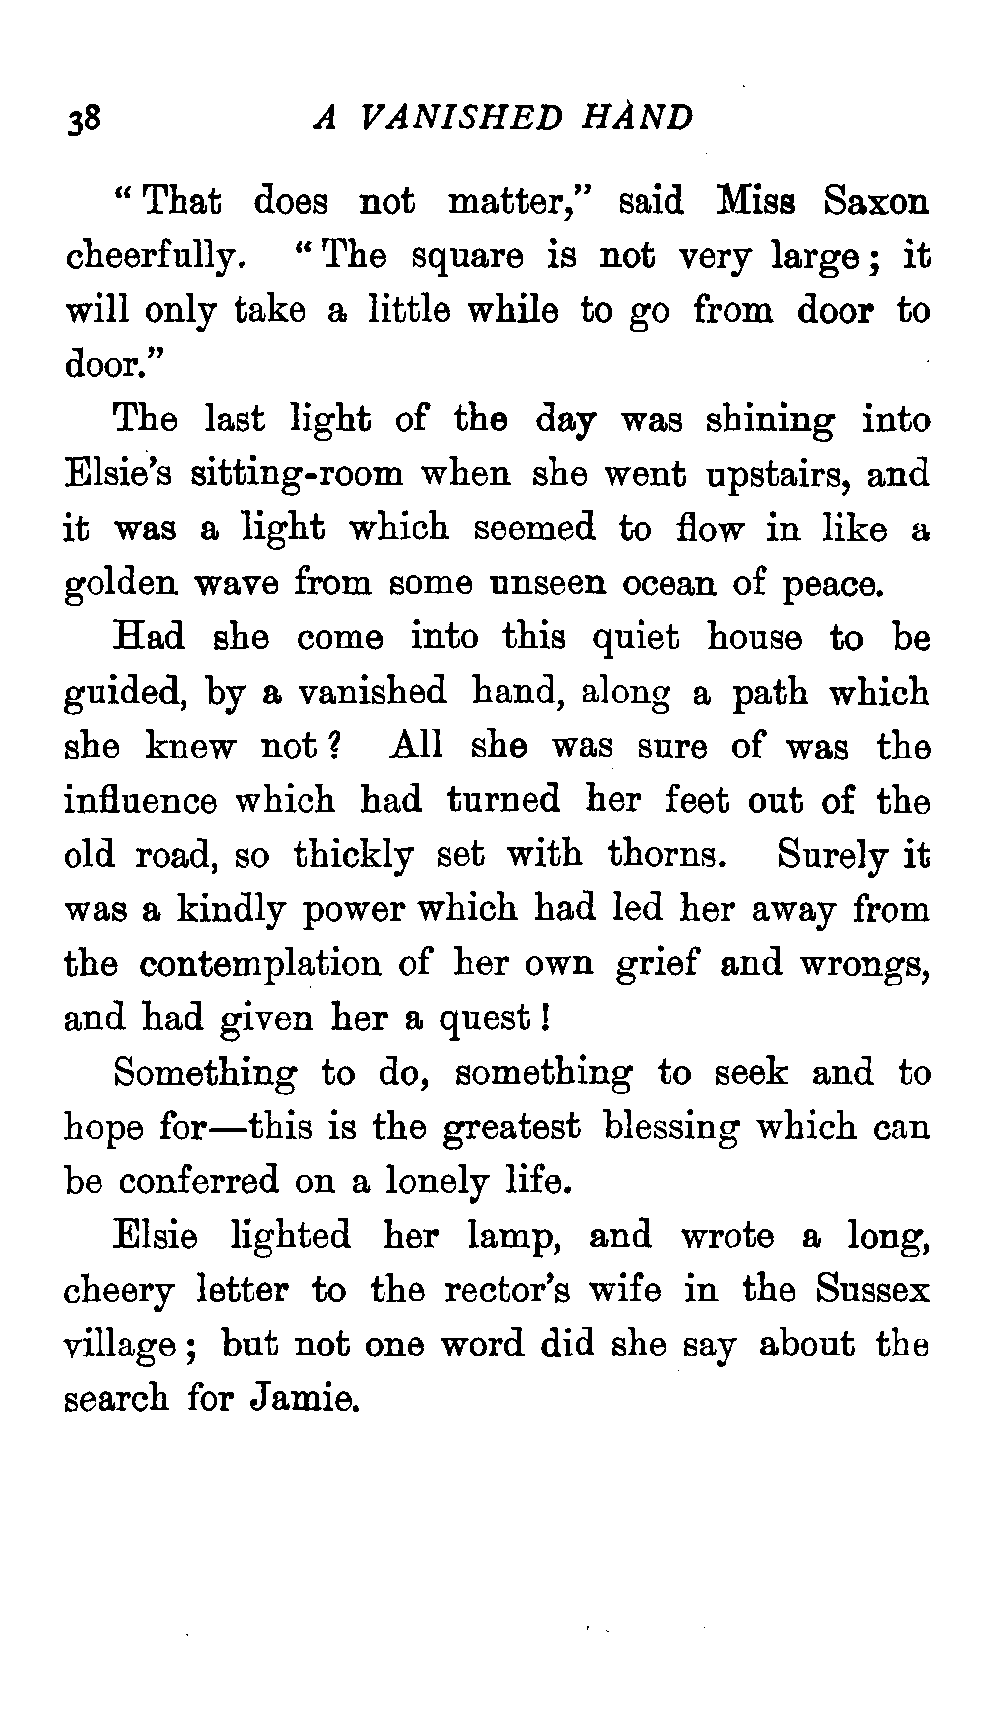 38 A VANISHED HAND
“ That does not matter,” said Miss Saxon
cheerfully. “ The square is not very large ; it
will only take a little while to go from door to
door.”
The last light of the day was shining into
Elsie’s sitting-room when she went upstairs, and
it was a light which seemed to flow in like a
golden wave from some unseen ocean of peace.
Had she come into this quiet house to be
guided, by a vanished hand, along a path which
she knew not ? All she was sure of was the
influence which had turned her feet out of the
old road, so thickly set with thorns. Surely it
was a kindly power which had led her away from
the contemplation of her own grief and wrongs,
and had given her a quest !
Something to do, something to seek and to
hope for—this is the greatest blessing which can
be conferred on a lonely life.
Elsie lighted her lamp, and wrote a long,
cheery letter to the rector’s wife in the Sussex
village ; but not one word did she say about the
search for Jamie.